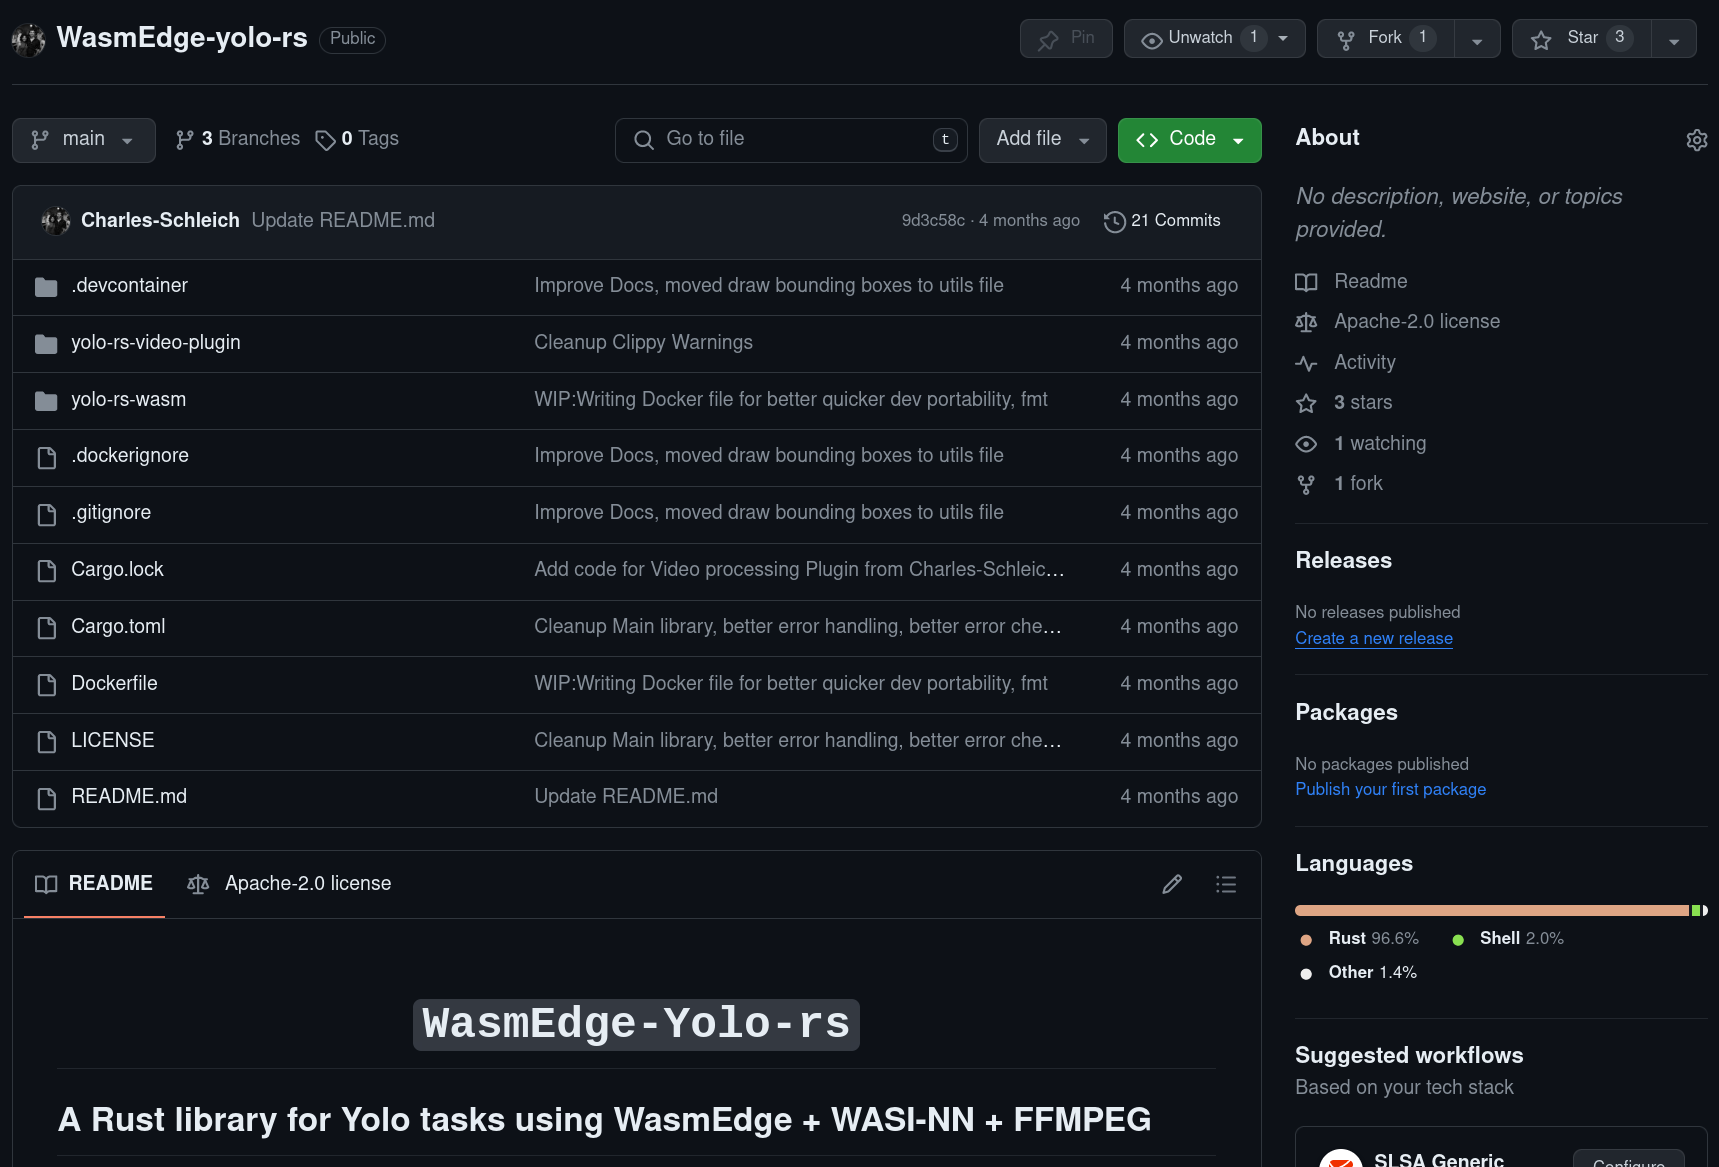 WasmEdge-yolo-rs Public Pin Unwatch 1 Fork 1 Star 3
main 3 Branches 0 Tags Go to file t Add file Code
Charles-Schleich Update README.md 9d3c58c · 4 months ago 21 Commits
.devcontainer Improve Docs, moved draw bounding boxes to utils file 4 months ago
yolo-rs-video-plugin Cleanup Clippy Warnings 4 months ago
yolo-rs-wasm WIP:Writing Docker file for better quicker dev portability, fmt 4 months ago
.dockerignore Improve Docs, moved draw bounding boxes to utils file 4 months ago
.gitignore Improve Docs, moved draw bounding boxes to utils file 4 months ago
Cargo.lock Add code for Video processing Plugin from Charles-Schleic… 4 months ago
Cargo.toml Cleanup Main library, better error handling, better error che… 4 months ago
Dockerfile WIP:Writing Docker file for better quicker dev portability, fmt 4 months ago
LICENSE Cleanup Main library, better error handling, better error che… 4 months ago
README.md Update README.md 4 months ago
README Apache-2.0 license
WasmEdge-Yolo-rs
A Rust library for Yolo tasks using WasmEdge + WASI-NN + FFMPEG
About
No description, website, or topics
provided.
Readme
Apache-2.0 license
Activity
3 stars
1 watching
1 fork
Releases
No releases published
Create a new release
Packages
No packages published
Publish your first package
Languages
Rust 96.6% Shell 2.0%
Other 1.4%
Suggested workflows
Based on your tech stack
SLSA Generic Configure